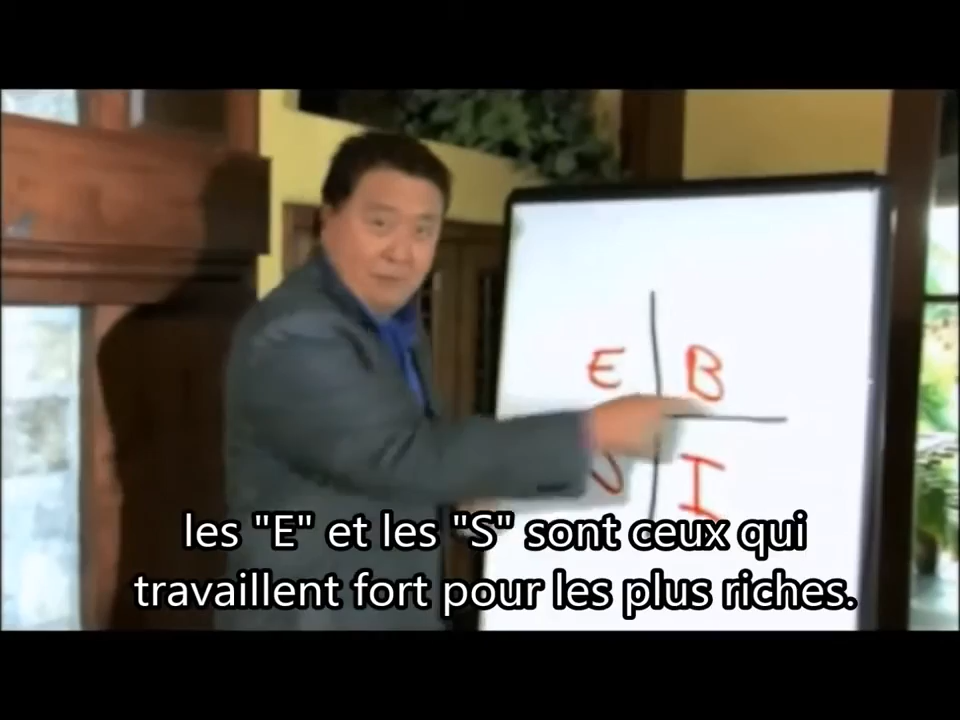 E B
S I
les "E" et les "S" sont ceux qui
travaillent fort pour les plus riches.